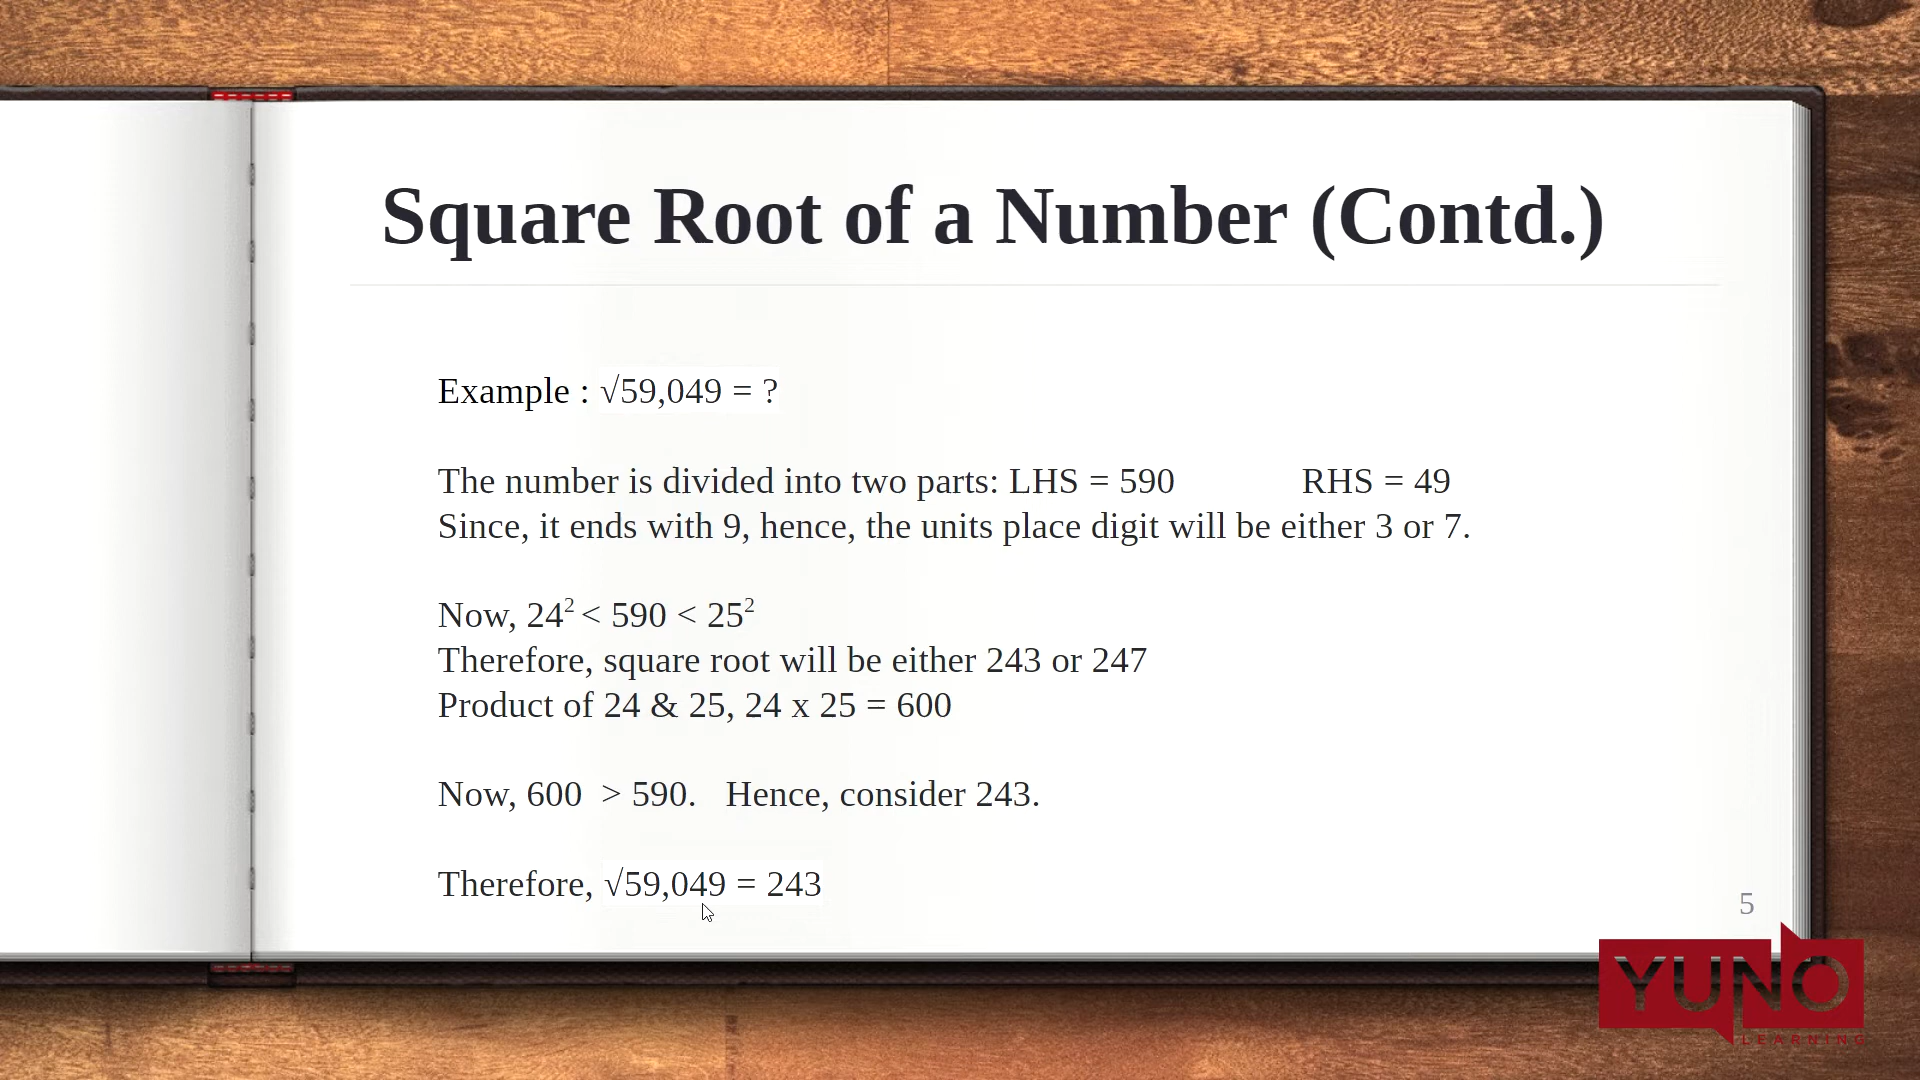 Square Root of a Number (Contd.)
Example : √59,049 = ?
The number is divided into two parts: LHS = 590 RHS = 49
Since, it ends with 9, hence, the units place digit will be either 3 or 7.
Now, 24² < 590 < 25²
Therefore, square root will be either 243 or 247
Product of 24 & 25, 24 x 25 = 600
Now, 600 > 590. Hence, consider 243.
Therefore, √59,049 = 243
5
YUNO
LEARNING